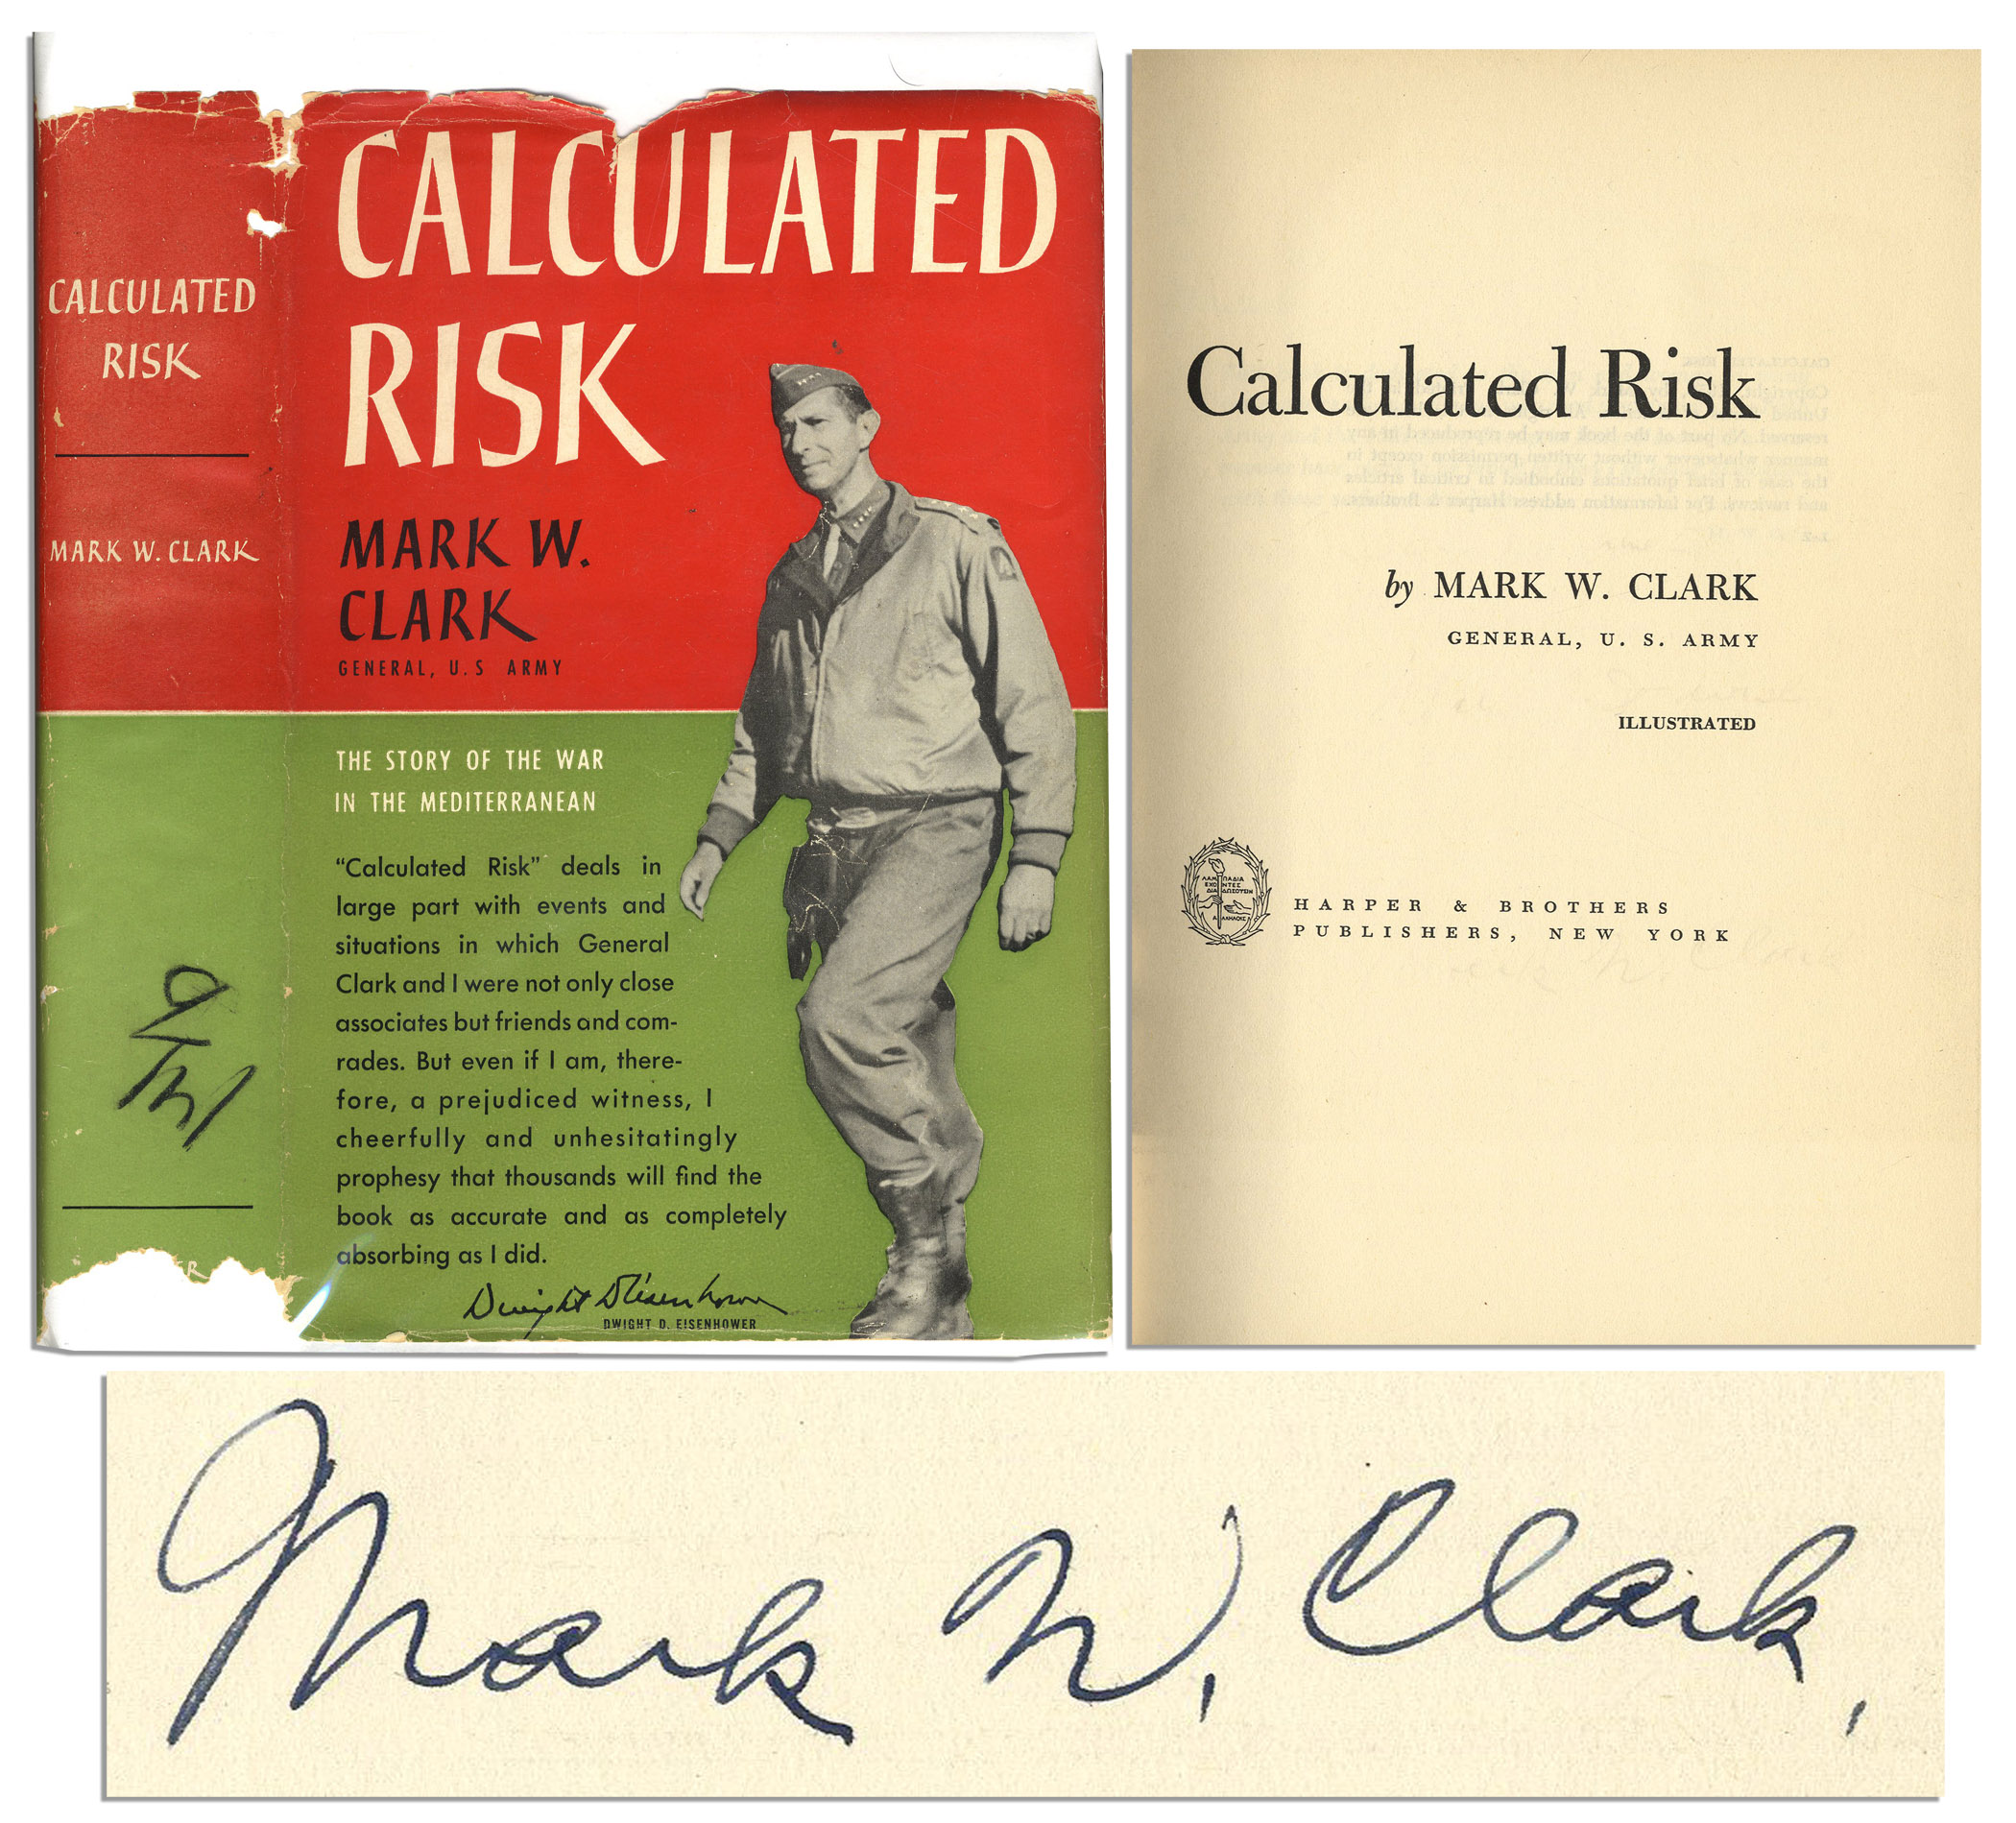 CALCULATED
RISK
MARK W. CLARK
CALCULATED
RISK
MARK W.
CLARK
GENERAL, U.S ARMY
THE STORY OF THE WAR
IN THE MEDITERRANEAN
“Calculated Risk” deals in
large part with events and
situations in which General
Clark and I were not only close
associates but friends and com-
rades. But even if I am, there-
fore, a prejudiced witness, I
cheerfully and unhesitatingly
prophesy that thousands will find the
book as accurate and as completely
absorbing as I did.
Dwight D Eisenhower
DWIGHT D. EISENHOWER
Calculated Risk
by MARK W. CLARK
GENERAL, U. S. ARMY
ILLUSTRATED
HARPER & BROTHERS
PUBLISHERS, NEW YORK
Mark W. Clark.